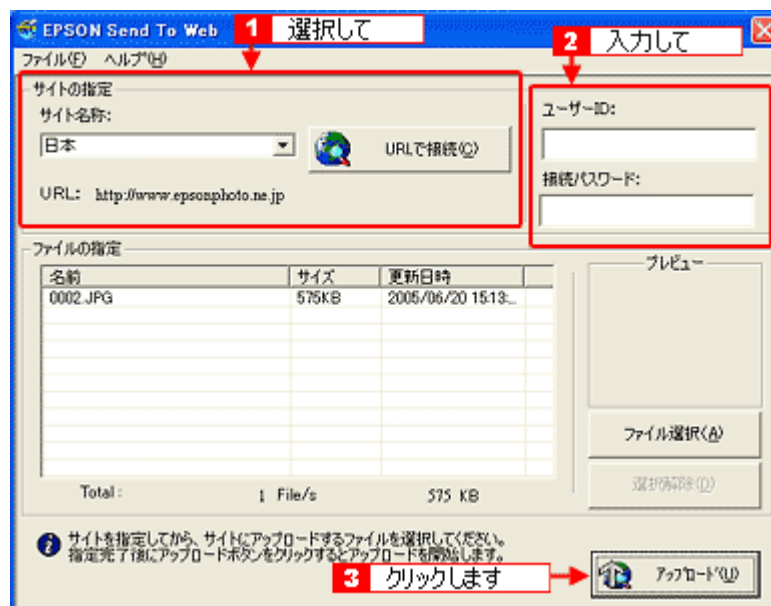 EPSON Send To Web
1 選択して
2 入力して
ファイル(F) ヘルプ(H)
サイトの指定
サイト名称:
日本
URLで接続(C)
URL: http://www.epsonphoto.ne.jp
ユーザーID:
接続パスワード:
ファイルの指定
名前 サイズ 更新日時
0002.JPG 575KB 2005/06/20 15:13:...
Total: 1 File/s 575 KB
プレビュー
ファイル選択(A)
選択解除(D)
サイトを指定してから、サイトにアップロードするファイルを選択してください。
指定完了後にアップロードボタンをクリックするとアップロードを開始します。
3 クリックします
アップロード(U)